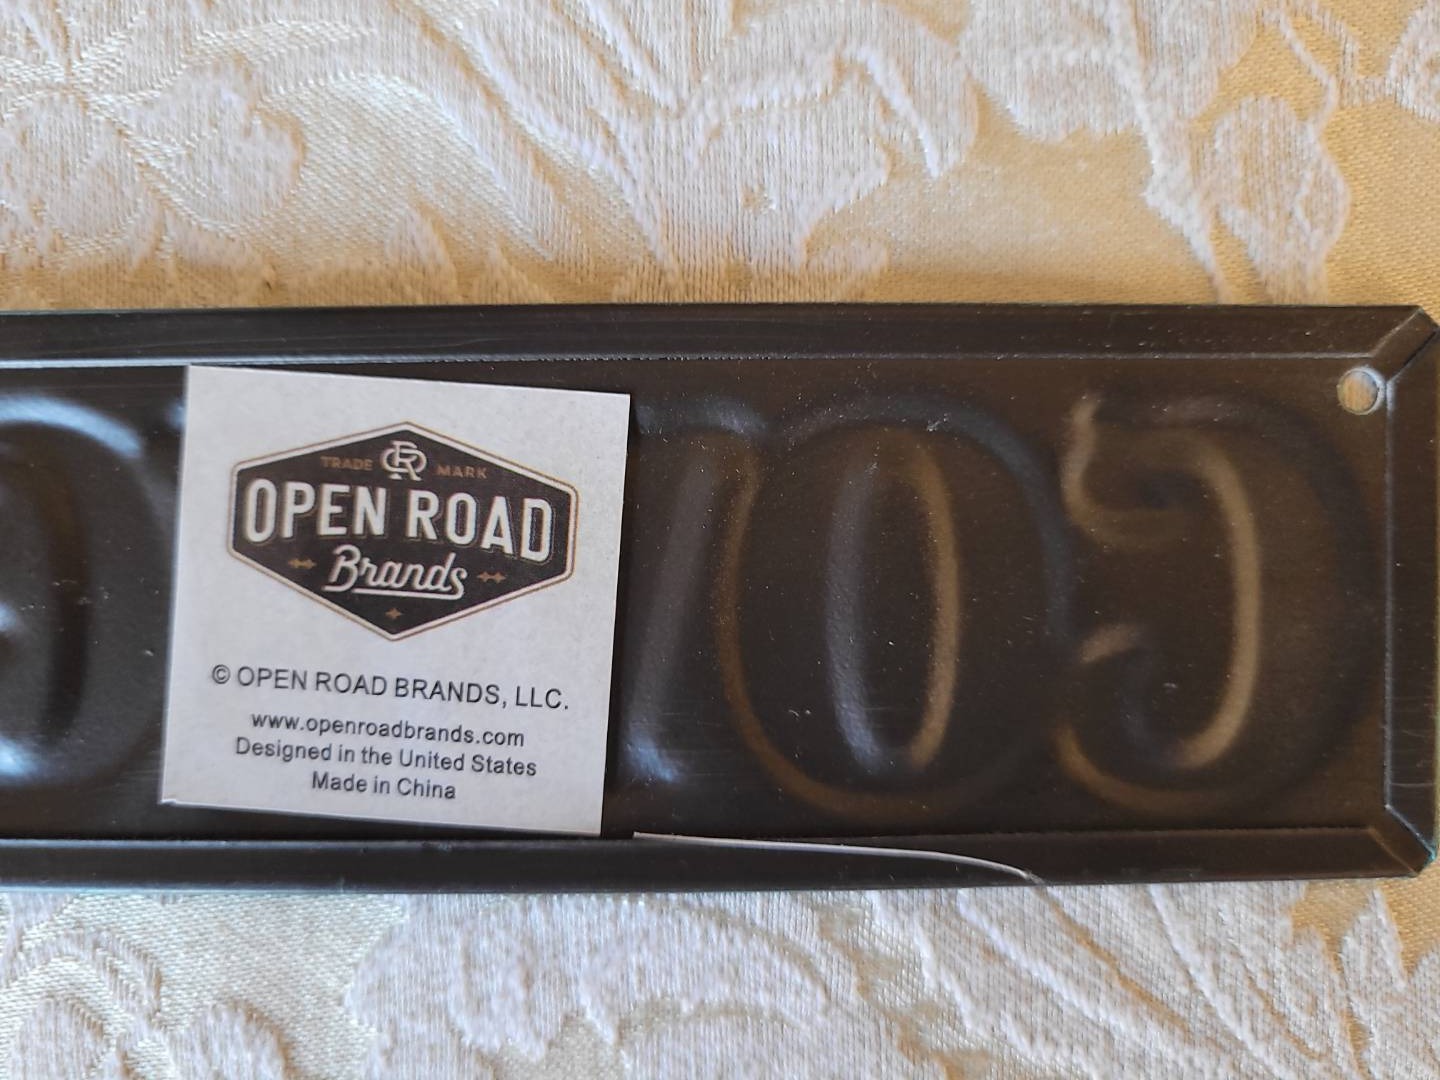 TRADE MARK
OPEN ROAD
Brands
© OPEN ROAD BRANDS, LLC.
www.openroadbrands.com
Designed in the United States
Made in China